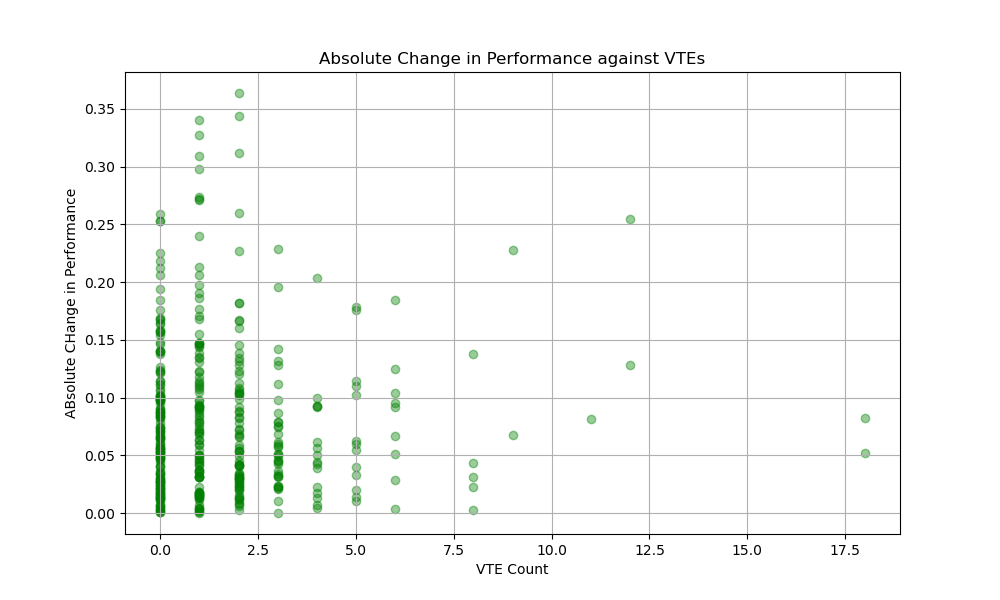 Absolute Change in Performance against VTEs
ABsolute CHange in Performance
0.35
0.30
0.25
0.20
0.15
0.10
0.05
0.00
0.0 2.5 5.0 7.5 10.0 12.5 15.0 17.5
VTE Count